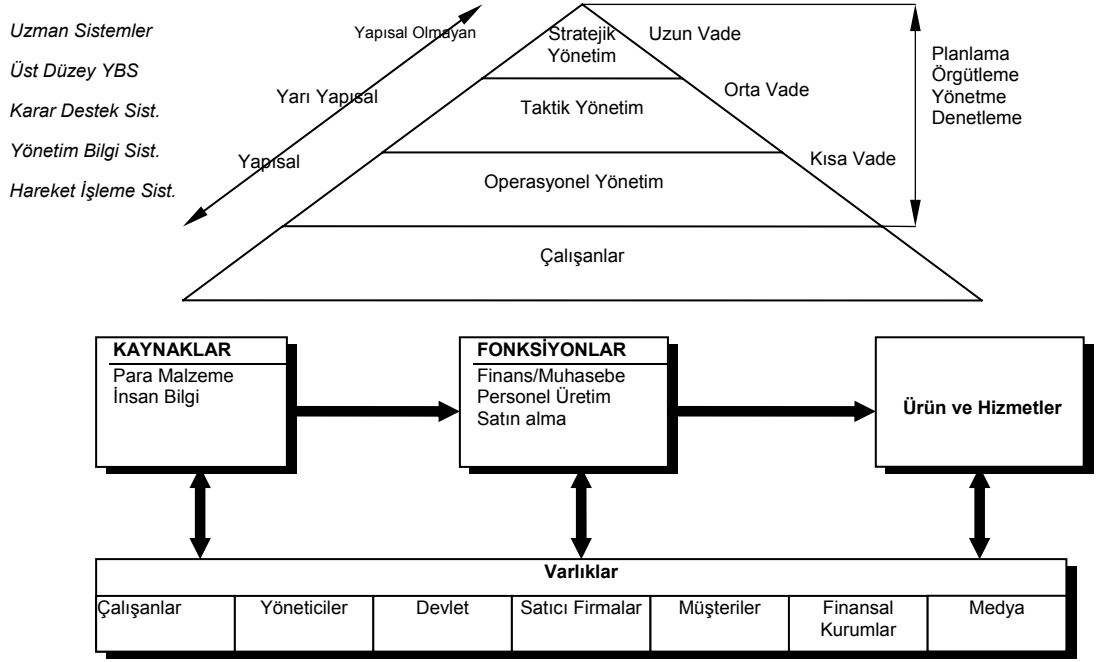 Uzman Sistemler
Üst Düzey YBS
Karar Destek Sist.
Yönetim Bilgi Sist.
Hareket İşleme Sist.
Yapısal Olmayan
Yarı Yapısal
Yapısal
Stratejik
Yönetim
Taktik Yönetim
Operasyonel Yönetim
Çalışanlar
Uzun Vade
Orta Vade
Kısa Vade
Planlama
Örgütleme
Yönetme
Denetleme
KAYNAKLAR
Para Malzeme
İnsan Bilgi
FONKSİYONLAR
Finans/Muhasebe
Personel Üretim
Satın alma
Ürün ve Hizmetler
Varlıklar
Çalışanlar
Yöneticiler
Devlet
Satıcı Firmalar
Müşteriler
Finansal
Kurumlar
Medya